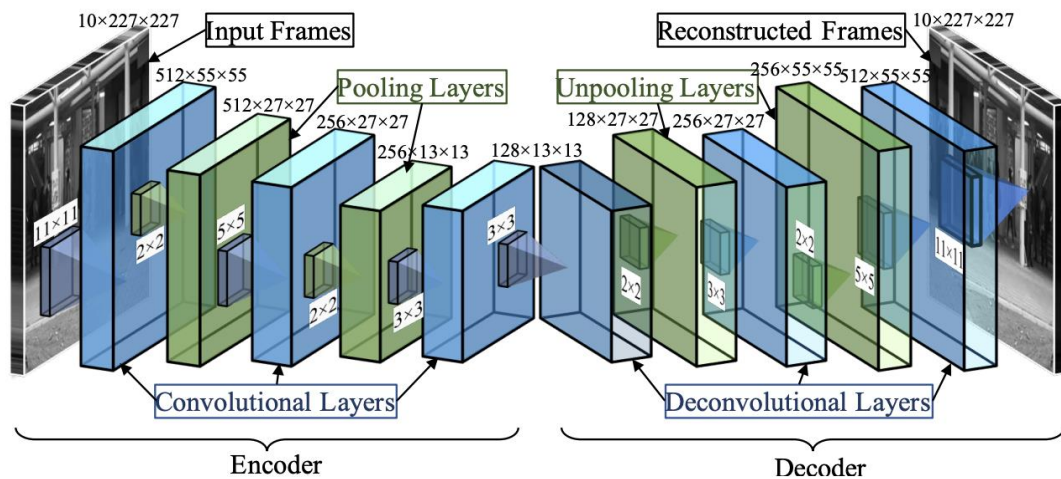 10×227×227
Input Frames
512×55×55
512×27×27
Pooling Layers
256×27×27
256×13×13
128×13×13
Reconstructed Frames
10×227×227
256×55×55
512×55×55
Unpooling Layers
128×27×27
256×27×27
11×11
2×2
5×5
2×2
3×3
3×3
2×2
3×3
2×2
5×5
11×11
Convolutional Layers
Deconvolutional Layers
Encoder
Decoder